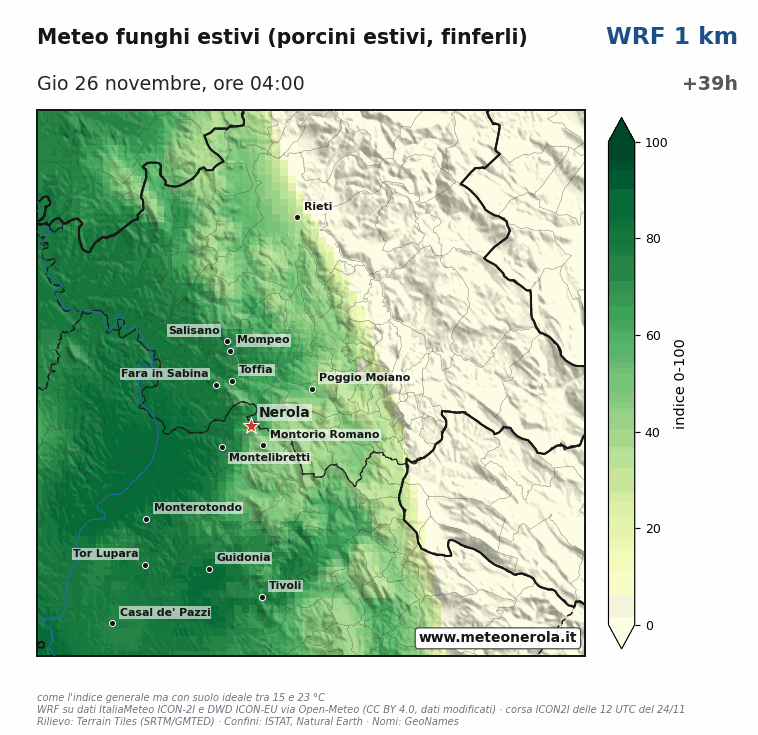 Meteo funghi estivi (porcini estivi, finferli)
WRF 1 km
Gio 26 novembre, ore 04:00
+39h
Rieti
Salisano
Mompeo
Fara in Sabina
Toffia
Poggio Moiano
Nerola
Montorio Romano
Montelibretti
Monterotondo
Tor Lupara
Guidonia
Tivoli
Casal de' Pazzi
www.meteonerola.it
100
80
60
40
20
0
indice 0-100
come l'indice generale ma con suolo ideale tra 15 e 23 °C
WRF su dati ItaliaMeteo ICON-2I e DWD ICON-EU via Open-Meteo (CC BY 4.0, dati modificati) · corsa ICON2I delle 12 UTC del 24/11
Rilievo: Terrain Tiles (SRTM/GMTED) · Confini: ISTAT, Natural Earth · Nomi: GeoNames